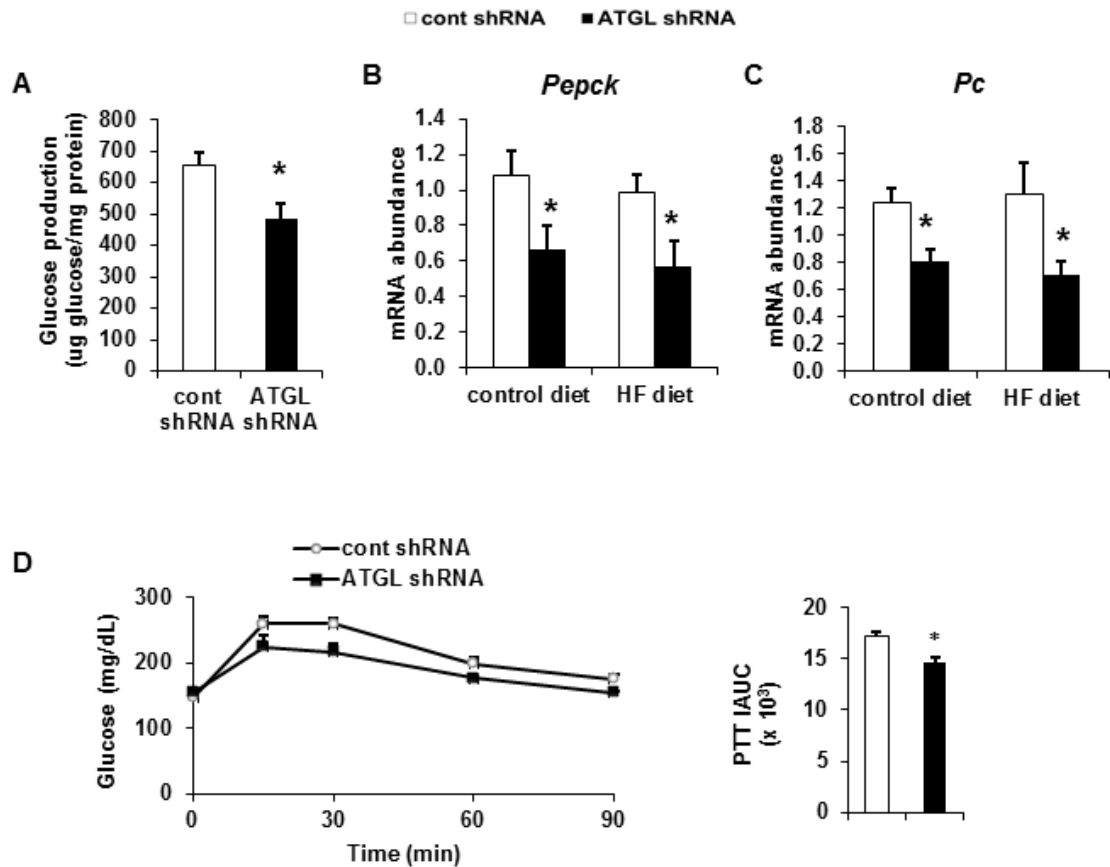 cont shRNA ATGL shRNA
A
Glucose production
(ug glucose/mg protein)
800
700
600
500
400
300
200
100
0
*
cont
shRNA
ATGL
shRNA
B
Pepck
mRNA abundance
1.4
1.2
1.0
0.8
0.6
0.4
0.2
0.0
* *
control diet HF diet
C
Pc
mRNA abundance
1.8
1.6
1.4
1.2
1.0
0.8
0.6
0.4
0.2
0.0
* *
control diet HF diet
D
cont shRNA
ATGL shRNA
Glucose (mg/dL)
300
200
100
0
0 30 60 90
Time (min)
PTT IAUC
(x 10³)
20
15
10
5
0
*